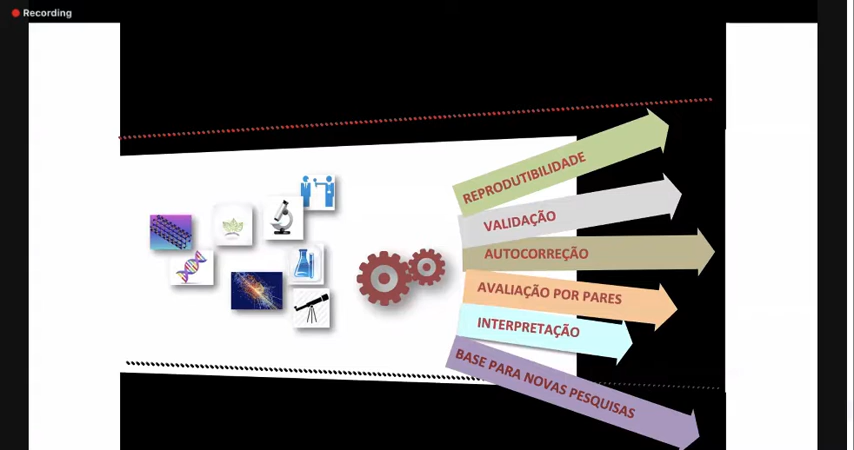 Recording
REPRODUTIBILIDADE
VALIDAÇÃO
AUTOCORREÇÃO
AVALIAÇÃO POR PARES
INTERPRETAÇÃO
BASE PARA NOVAS PESQUISAS